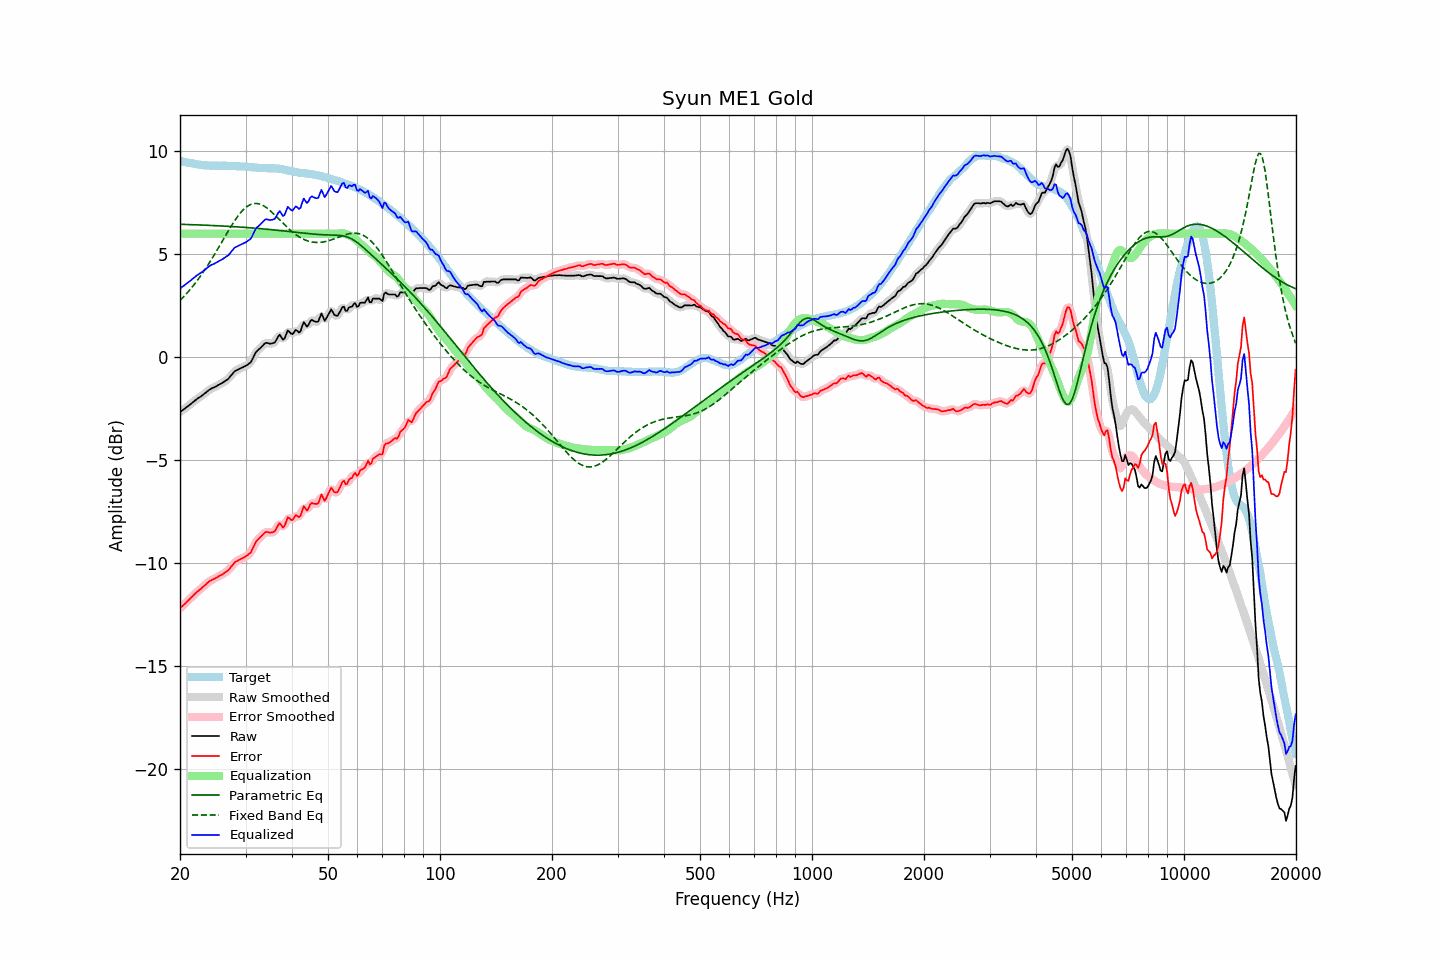 Syun ME1 Gold
Amplitude (dBr)
10
5
0
−5
−10
−15
−20
Target
Raw Smoothed
Error Smoothed
Raw
Error
Equalization
Parametric Eq
Fixed Band Eq
Equalized
20 50 100 200 500 1000 2000 5000 10000 20000
Frequency (Hz)